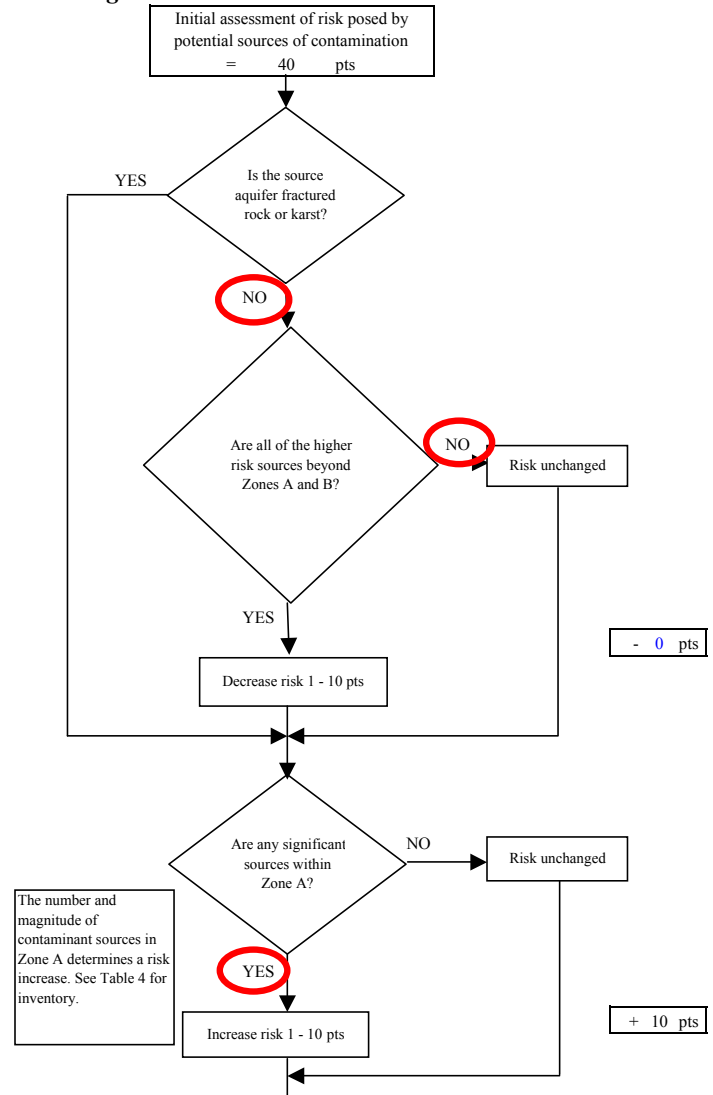 Initial assessment of risk posed by
potential sources of contamination
= 40 pts
YES
Is the source
aquifer fractured
rock or karst?
NO
Are all of the higher
risk sources beyond
Zones A and B?
NO
Risk unchanged
YES
- 0 pts
Decrease risk 1 - 10 pts
Are any significant
sources within
Zone A?
NO
Risk unchanged
The number and
magnitude of
contaminant sources in
Zone A determines a risk
increase. See Table 4 for
inventory.
YES
Increase risk 1 - 10 pts
+ 10 pts